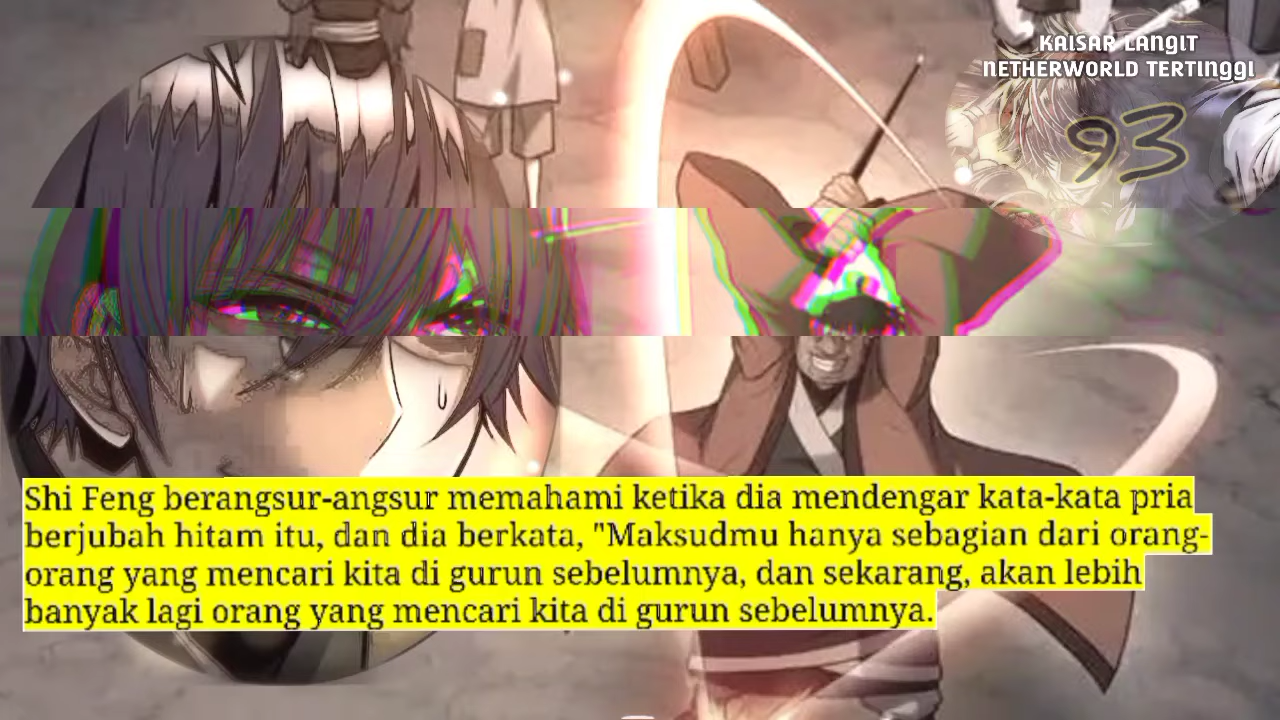 KAISAR LANGIT
NETHERWORLD TERTINGGI
93
Shi Feng berangsur-angsur memahami ketika dia mendengar kata-kata pria
berjubah hitam itu, dan dia berkata, "Maksudmu hanya sebagian dari orang-
orang yang mencari kita di gurun sebelumnya, dan sekarang, akan lebih
banyak lagi orang yang mencari kita di gurun sebelumnya.